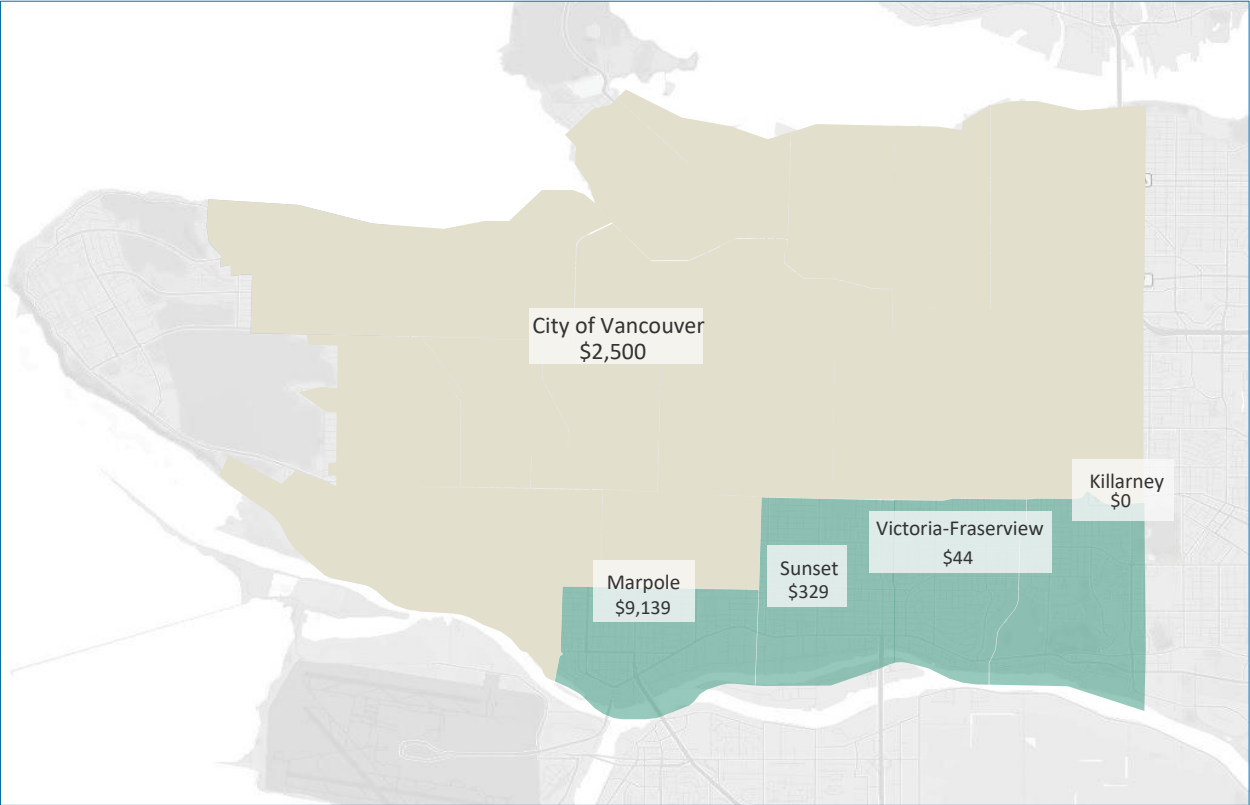 City of Vancouver
$2,500
Killarney
$0
Victoria-Fraserview
$44
Sunset
$329
Marpole
$9,139